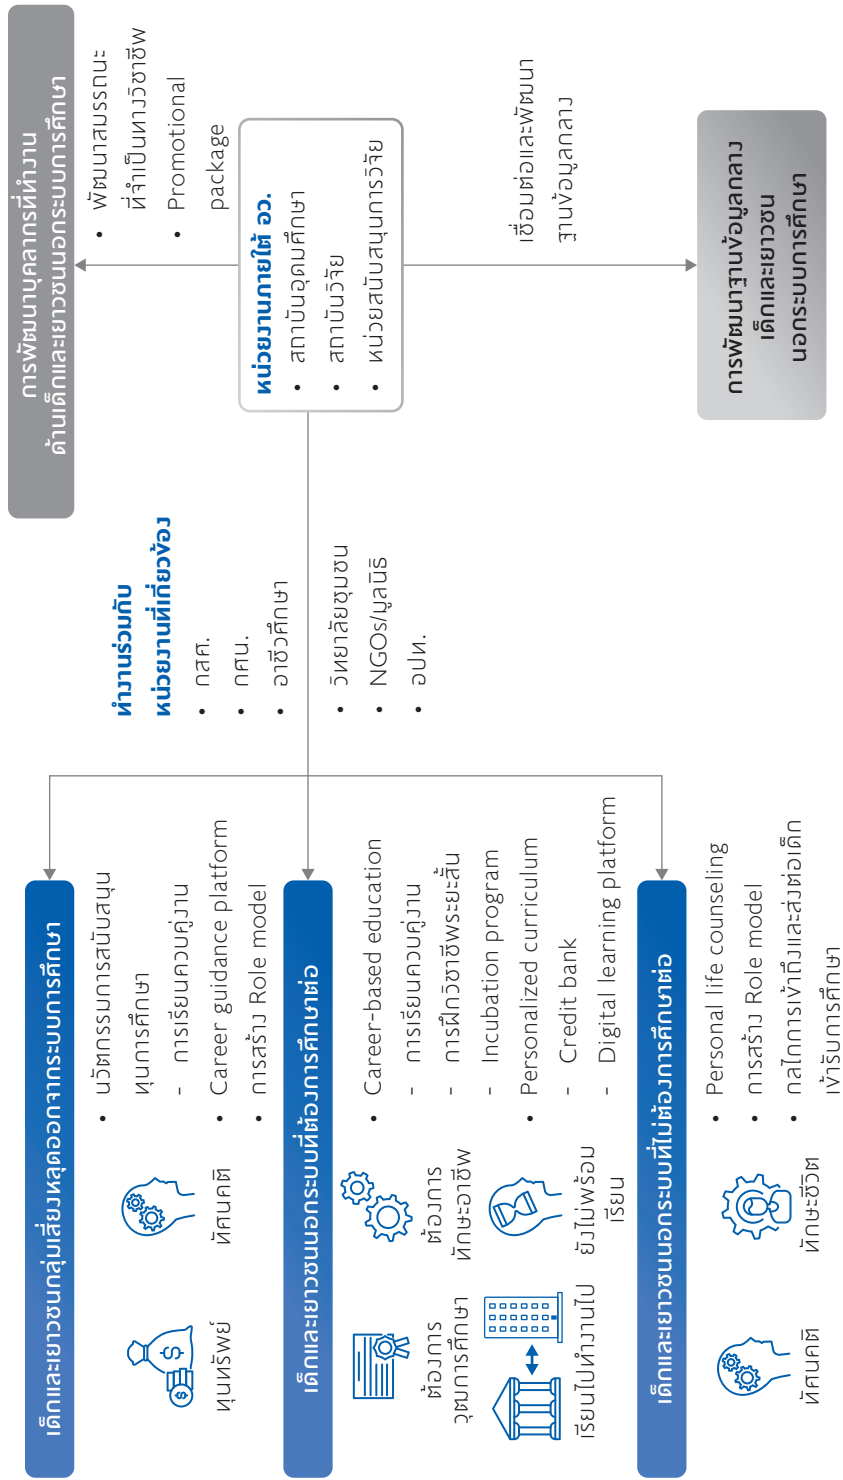 เด็กและเยาวชนกลุ่มเสี่ยงหลุดออกจากระบบการศึกษา
ทุนทรัพย์
ทัศนคติ
• นวัตกรรมการสนับสนุน
ทุนการศึกษา
- การเรียนควบคู่งาน
• Career guidance platform
• การสร้าง Role model
เด็กและเยาวชนนอกระบบที่ต้องการศึกษาต่อ
ต้องการ
วุฒการศึกษา
ต้องการ
ทักษะอาชีพ
เรียนไปทำงานไป
ยังไม่พร้อม
เรียน
• Career-based education
- การเรียนควบคู่งาน
- การฝึกวิชาชีพระยะสั้น
- Incubation program
• Personalized curriculum
- Credit bank
- Digital learning platform
เด็กและเยาวชนนอกระบบที่ไม่ต้องการศึกษาต่อ
ทัศนคติ
ทักษะชีวิต
• Personal life counseling
• การสร้าง Role model
• กลไกการเข้าถึงและส่งต่อเด็ก
เข้ารับการศึกษา
ทำงานร่วมกับ
หน่วยงานที่เกี่ยวข้อง
• กสศ.
• กศน.
• อาชีวศึกษา
• วิทยาลัยชุมชน
• NGOs/มูลนิธิ
• อปท.
การพัฒนาบุคลากรที่ทำงาน
ด้านเด็กและเยาวชนนอกระบบการศึกษา
• พัฒนาสมรรถนะ
ที่จำเป็นทางวิชาชีพ
• Promotional
package
หน่วยงานภายใต้ อว.
• สถาบันอุดมศึกษา
• สถาบันวิจัย
• หน่วยสนับสนุนการวิจัย
เชื่อมต่อและพัฒนา
ฐานข้อมูลกลาง
การพัฒนาฐานข้อมูลกลาง
เด็กและเยาวชน
นอกระบบการศึกษา